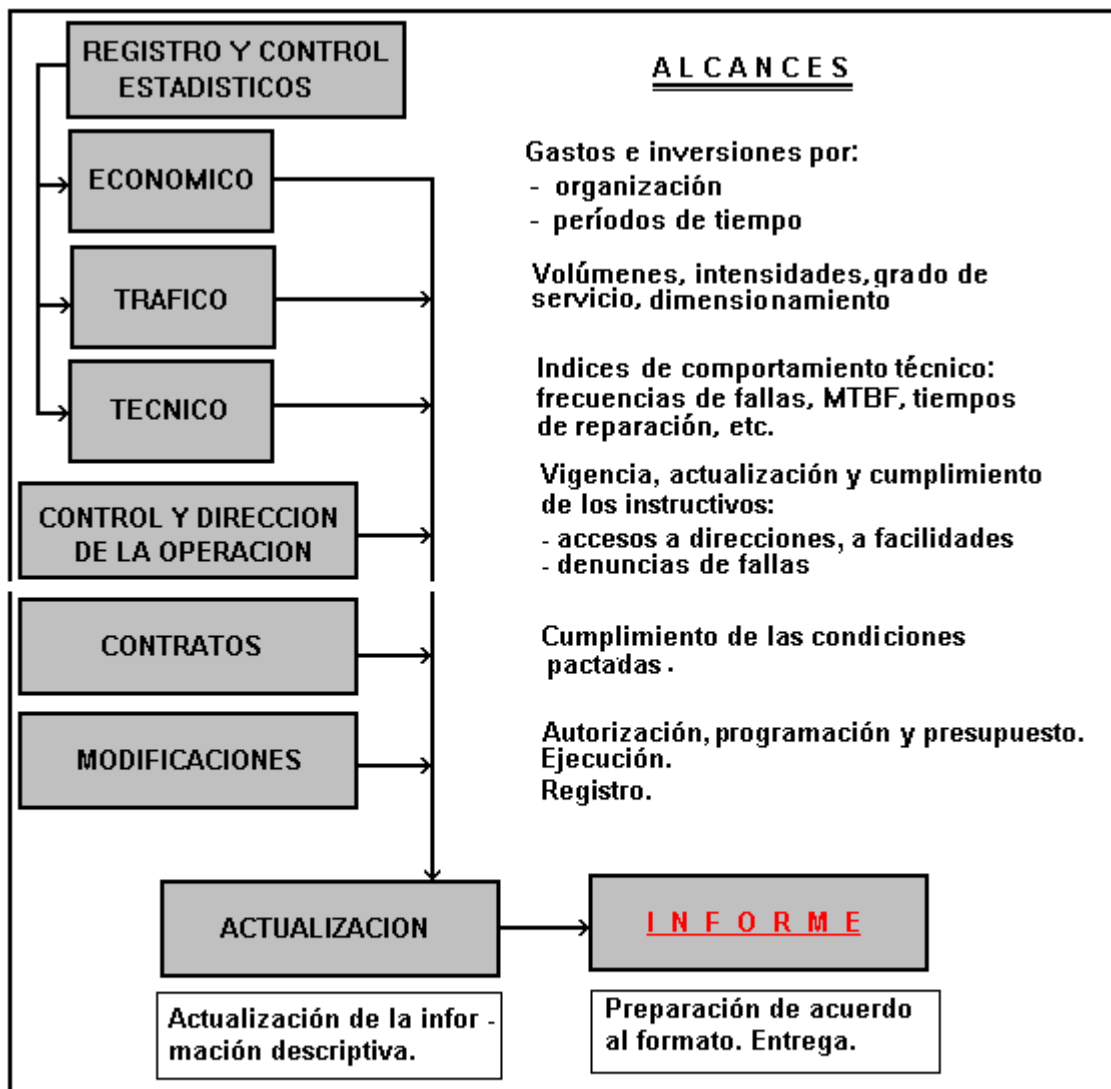 REGISTRO Y CONTROL
ESTADISTICOS
A L C A N C E S
ECONOMICO
Gastos e inversiones por:
- organización
- períodos de tiempo
TRAFICO
Volúmenes, intensidades, grado de
servicio, dimensionamiento
TECNICO
Indices de comportamiento técnico:
frecuencias de fallas, MTBF, tiempos
de reparación, etc.
CONTROL Y DIRECCION
DE LA OPERACION
Vigencia, actualización y cumplimiento
de los instructivos:
- accesos a direcciones, a facilidades
- denuncias de fallas
CONTRATOS
Cumplimiento de las condiciones
pactadas.
MODIFICACIONES
Autorización, programación y presupuesto.
Ejecución.
Registro.
ACTUALIZACION
I N F O R M E
Actualización de la infor -
mación descriptiva.
Preparación de acuerdo
al formato. Entrega.